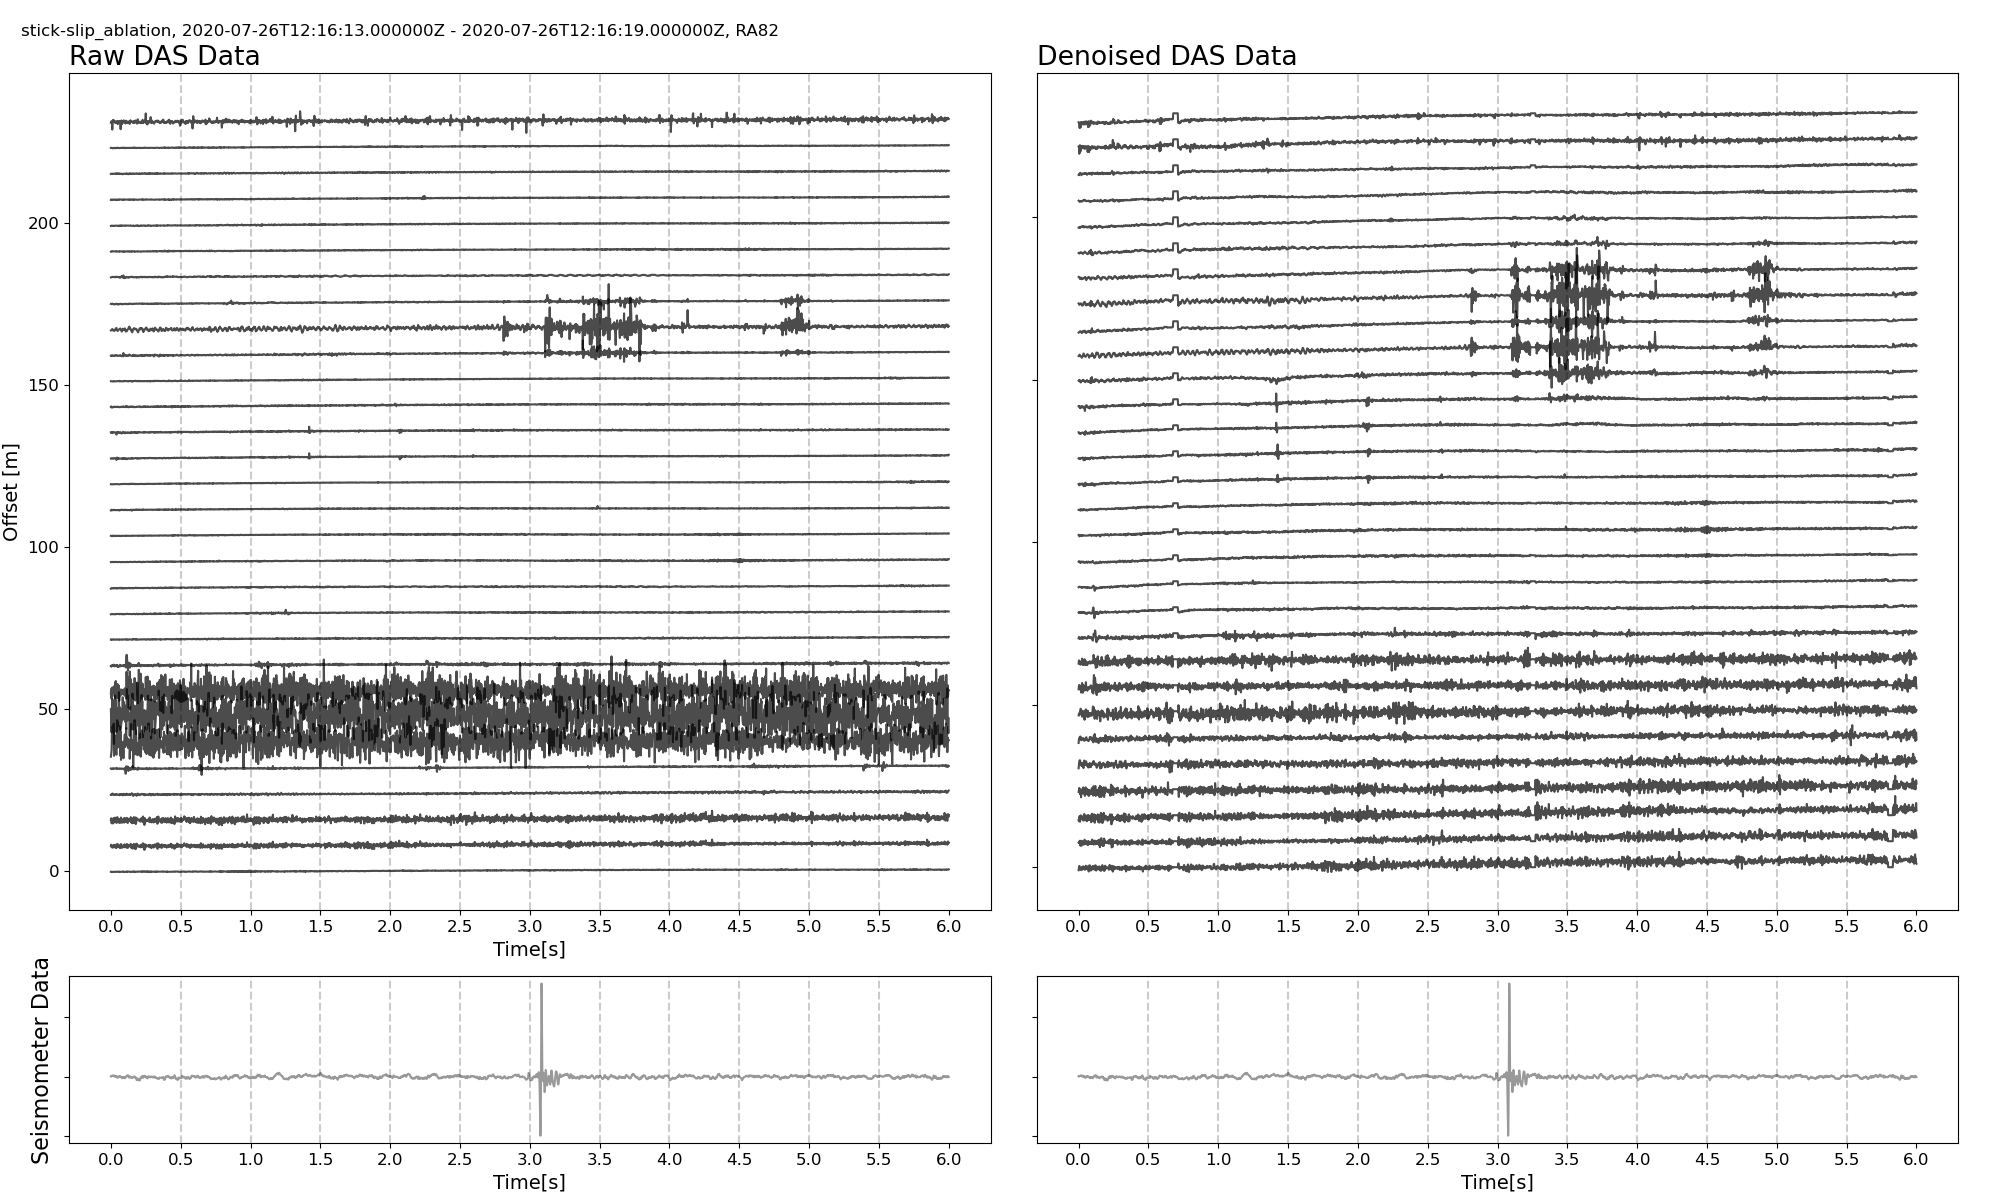 stick-slip_ablation, 2020-07-26T12:16:13.000000Z - 2020-07-26T12:16:19.000000Z, RA82
Raw DAS Data
Denoised DAS Data
Offset [m]
200
150
100
50
0
0.0 0.5 1.0 1.5 2.0 2.5 3.0 3.5 4.0 4.5 5.0 5.5 6.0
Time[s]
0.0 0.5 1.0 1.5 2.0 2.5 3.0 3.5 4.0 4.5 5.0 5.5 6.0
Seismometer Data
0.0 0.5 1.0 1.5 2.0 2.5 3.0 3.5 4.0 4.5 5.0 5.5 6.0
Time[s]
0.0 0.5 1.0 1.5 2.0 2.5 3.0 3.5 4.0 4.5 5.0 5.5 6.0
Time[s]